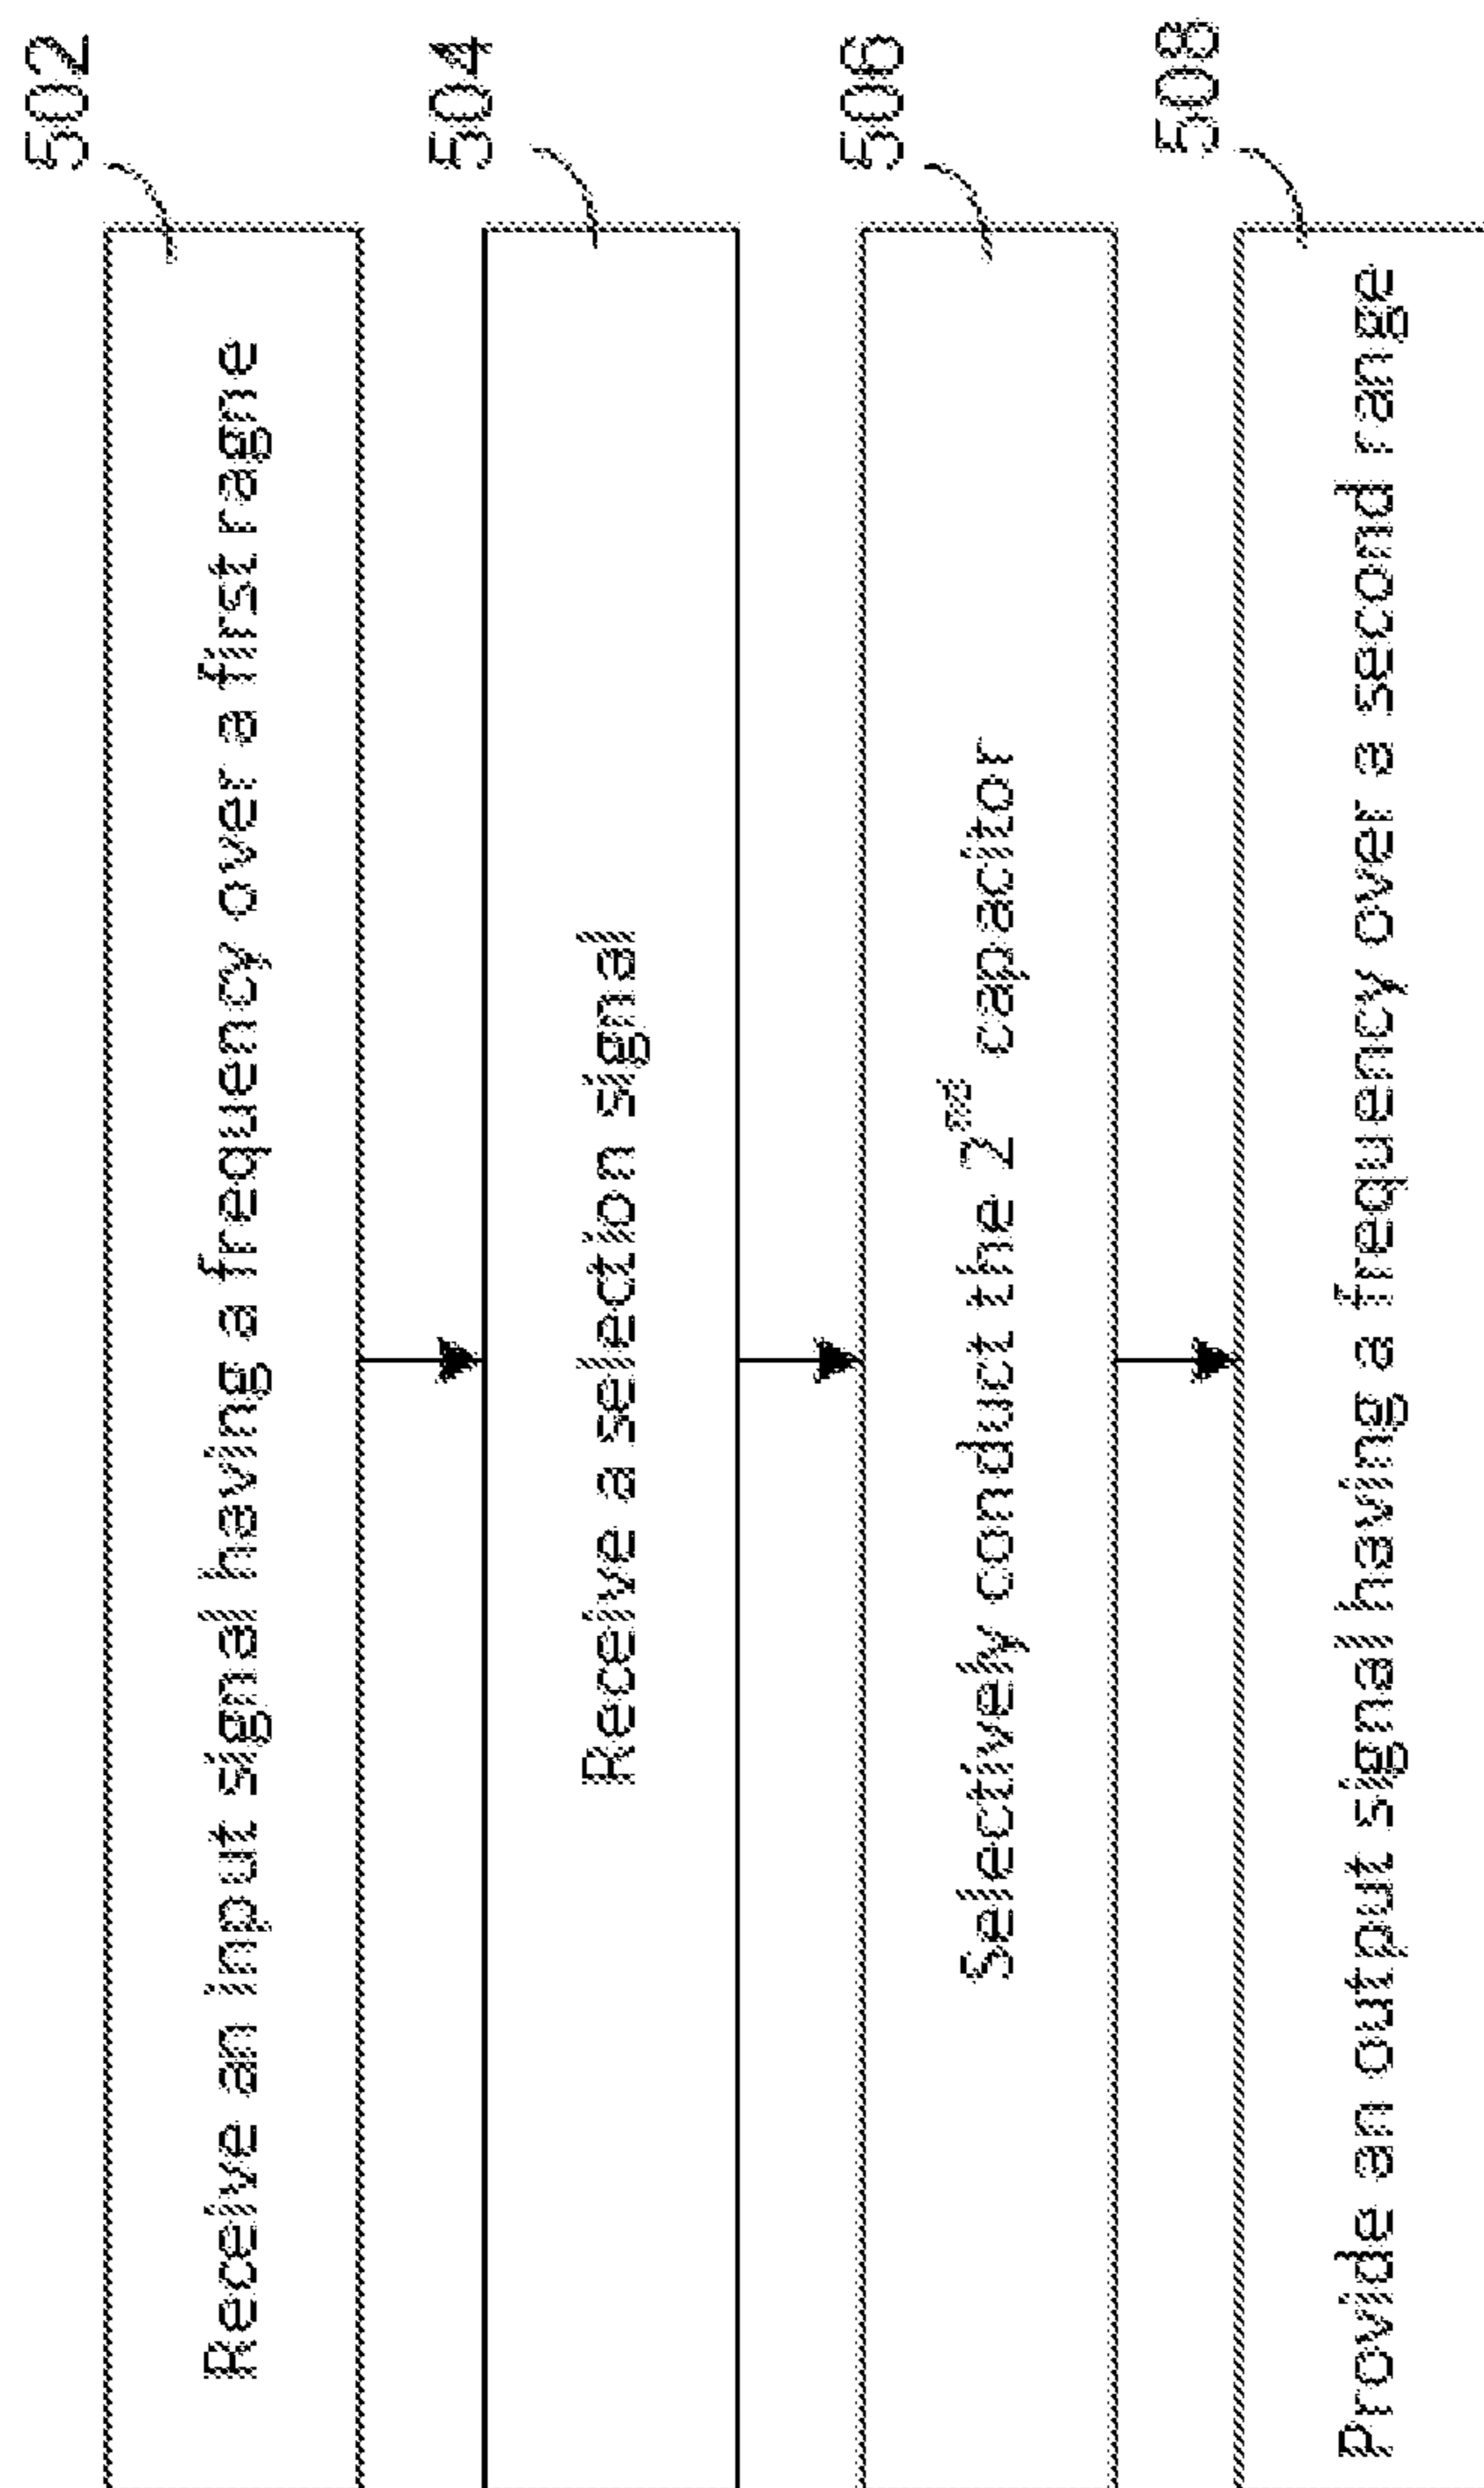 502
Receive an input signal having a frequency over a first ragne
504
Receive a selection signal
506
Selectively conduct the 2nd capacitor
508
Provide an output signal having a frequency over a second range